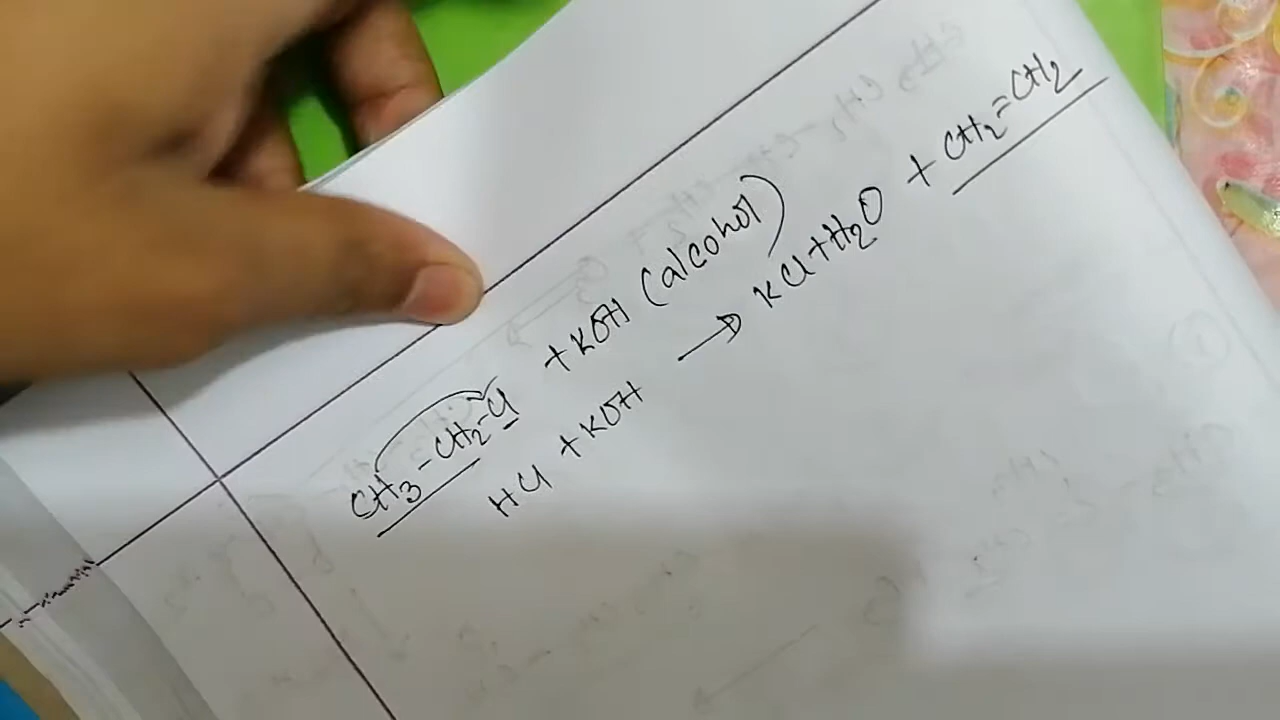 CH3-CH2-Cl + KOH (alcohol)
HCl + KOH → KCl + H2O + CH2=CH2